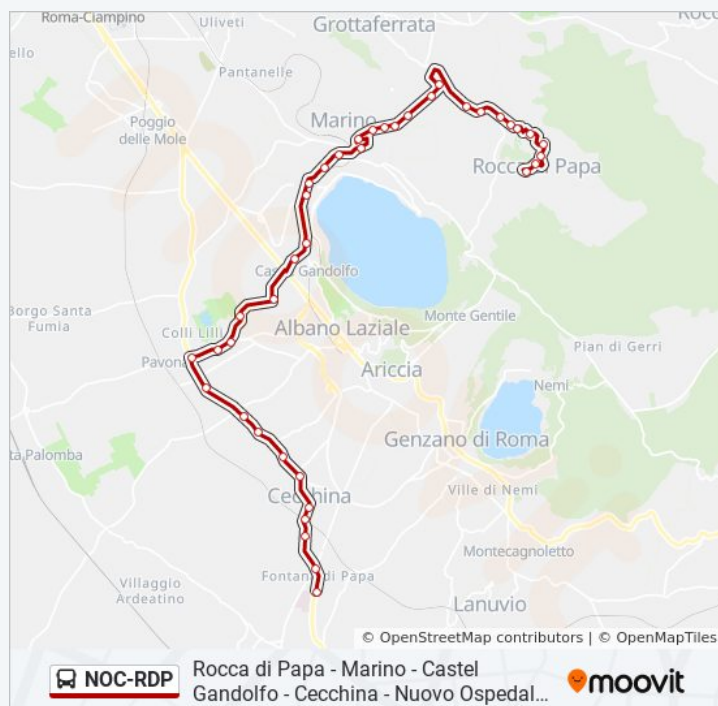 Roma-Ciampino
Uliveti
Grottaferrata
Rocc
ello
Pantanelle
Poggio
delle Mole
Marino
Rocca di Papa
Castel Gandolfo
Borgo Santa
Fumia
Colli Lilli
Albano Laziale
Monte Gentile
Pian di Gerri
Pavona
Ariccia
Nemi
Genzano di Roma
ta Palomba
Cecchina
Ville di Nemi
Montecagnoletto
Villaggio
Ardeatino
Fontana di Papa
Lanuvio
© OpenStreetMap contributors | © OpenMapTiles
NOC-RDP
Rocca di Papa - Marino - Castel
Gandolfo - Cecchina - Nuovo Ospedal...
moovit